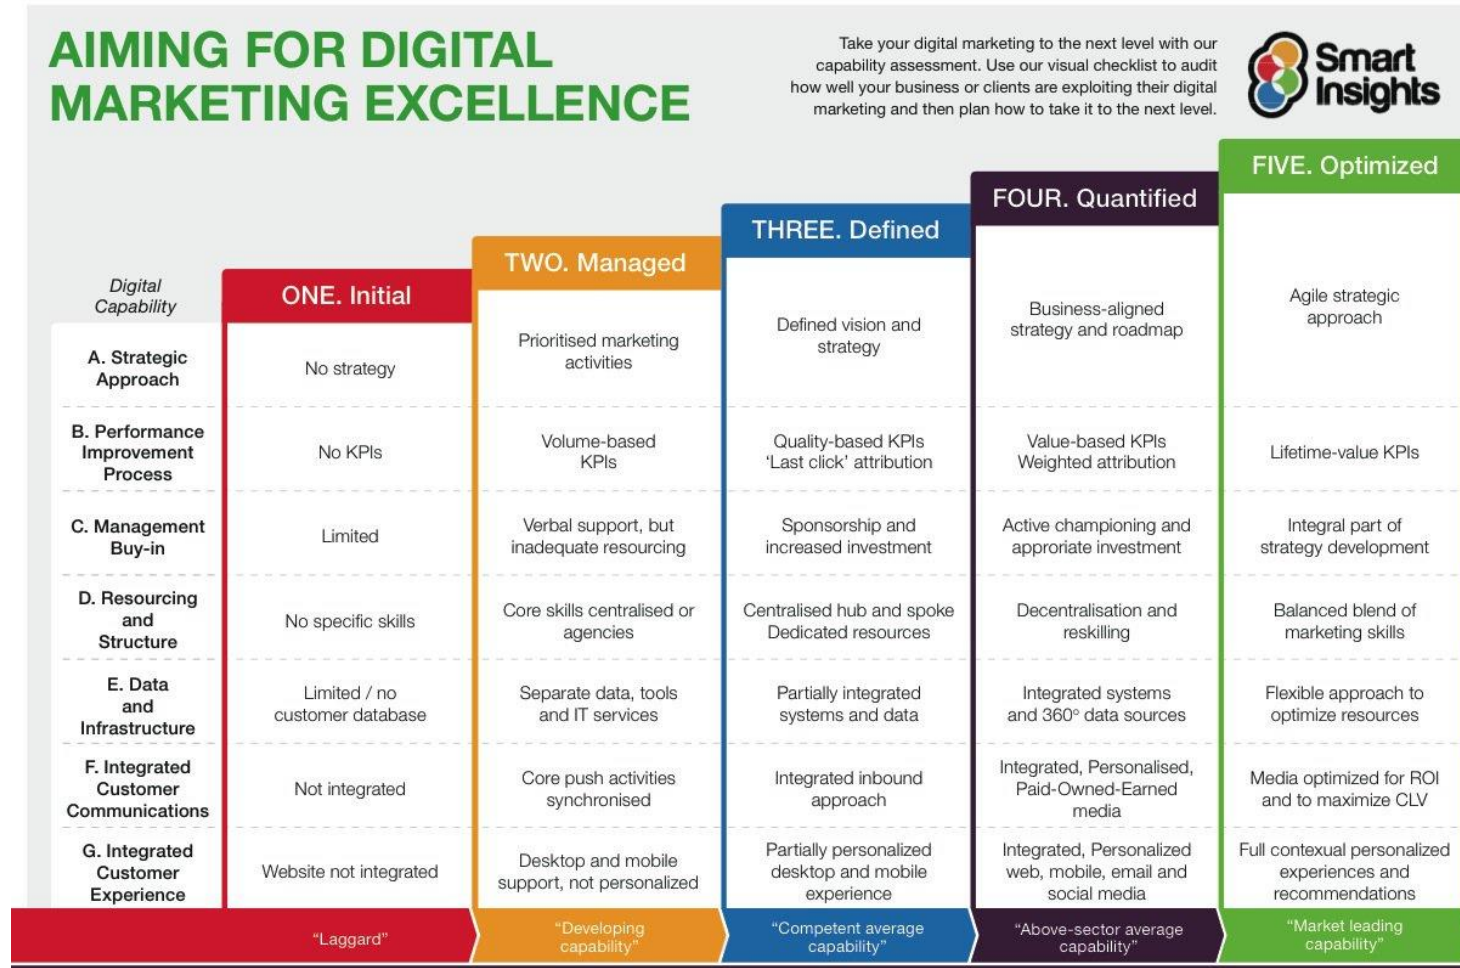 AIMING FOR DIGITAL
MARKETING EXCELLENCE
Take your digital marketing to the next level with our
capability assessment. Use our visual checklist to audit
how well your business or clients are exploiting their digital
marketing and then plan how to take it to the next level.
Smart
Insights
Digital
Capability
ONE. Initial
TWO. Managed
THREE. Defined
FOUR. Quantified
FIVE. Optimized
A. Strategic
Approach
No strategy
Prioritised marketing
activities
Defined vision and
strategy
Business-aligned
strategy and roadmap
Agile strategic
approach
B. Performance
Improvement
Process
No KPIs
Volume-based
KPIs
Quality-based KPIs
‘Last click’ attribution
Value-based KPIs
Weighted attribution
Lifetime-value KPIs
C. Management
Buy-in
Limited
Verbal support, but
inadequate resourcing
Sponsorship and
increased investment
Active championing and
approriate investment
Integral part of
strategy development
D. Resourcing
and
Structure
No specific skills
Core skills centralised or
agencies
Centralised hub and spoke
Dedicated resources
Decentralisation and
reskilling
Balanced blend of
marketing skills
E. Data
and
Infrastructure
Limited / no
customer database
Separate data, tools
and IT services
Partially integrated
systems and data
Integrated systems
and 360° data sources
Flexible approach to
optimize resources
F. Integrated
Customer
Communications
Not integrated
Core push activities
synchronised
Integrated inbound
approach
Integrated, Personalised,
Paid-Owned-Earned
media
Media optimized for ROI
and to maximize CLV
G. Integrated
Customer
Experience
Website not integrated
Desktop and mobile
support, not personalized
Partially personalized
desktop and mobile
experience
Integrated, Personalized
web, mobile, email and
social media
Full contexual personalized
experiences and
recommendations
“Laggard”
“Developing
capability”
“Competent average
capability”
“Above-sector average
capability”
“Market leading
capability”